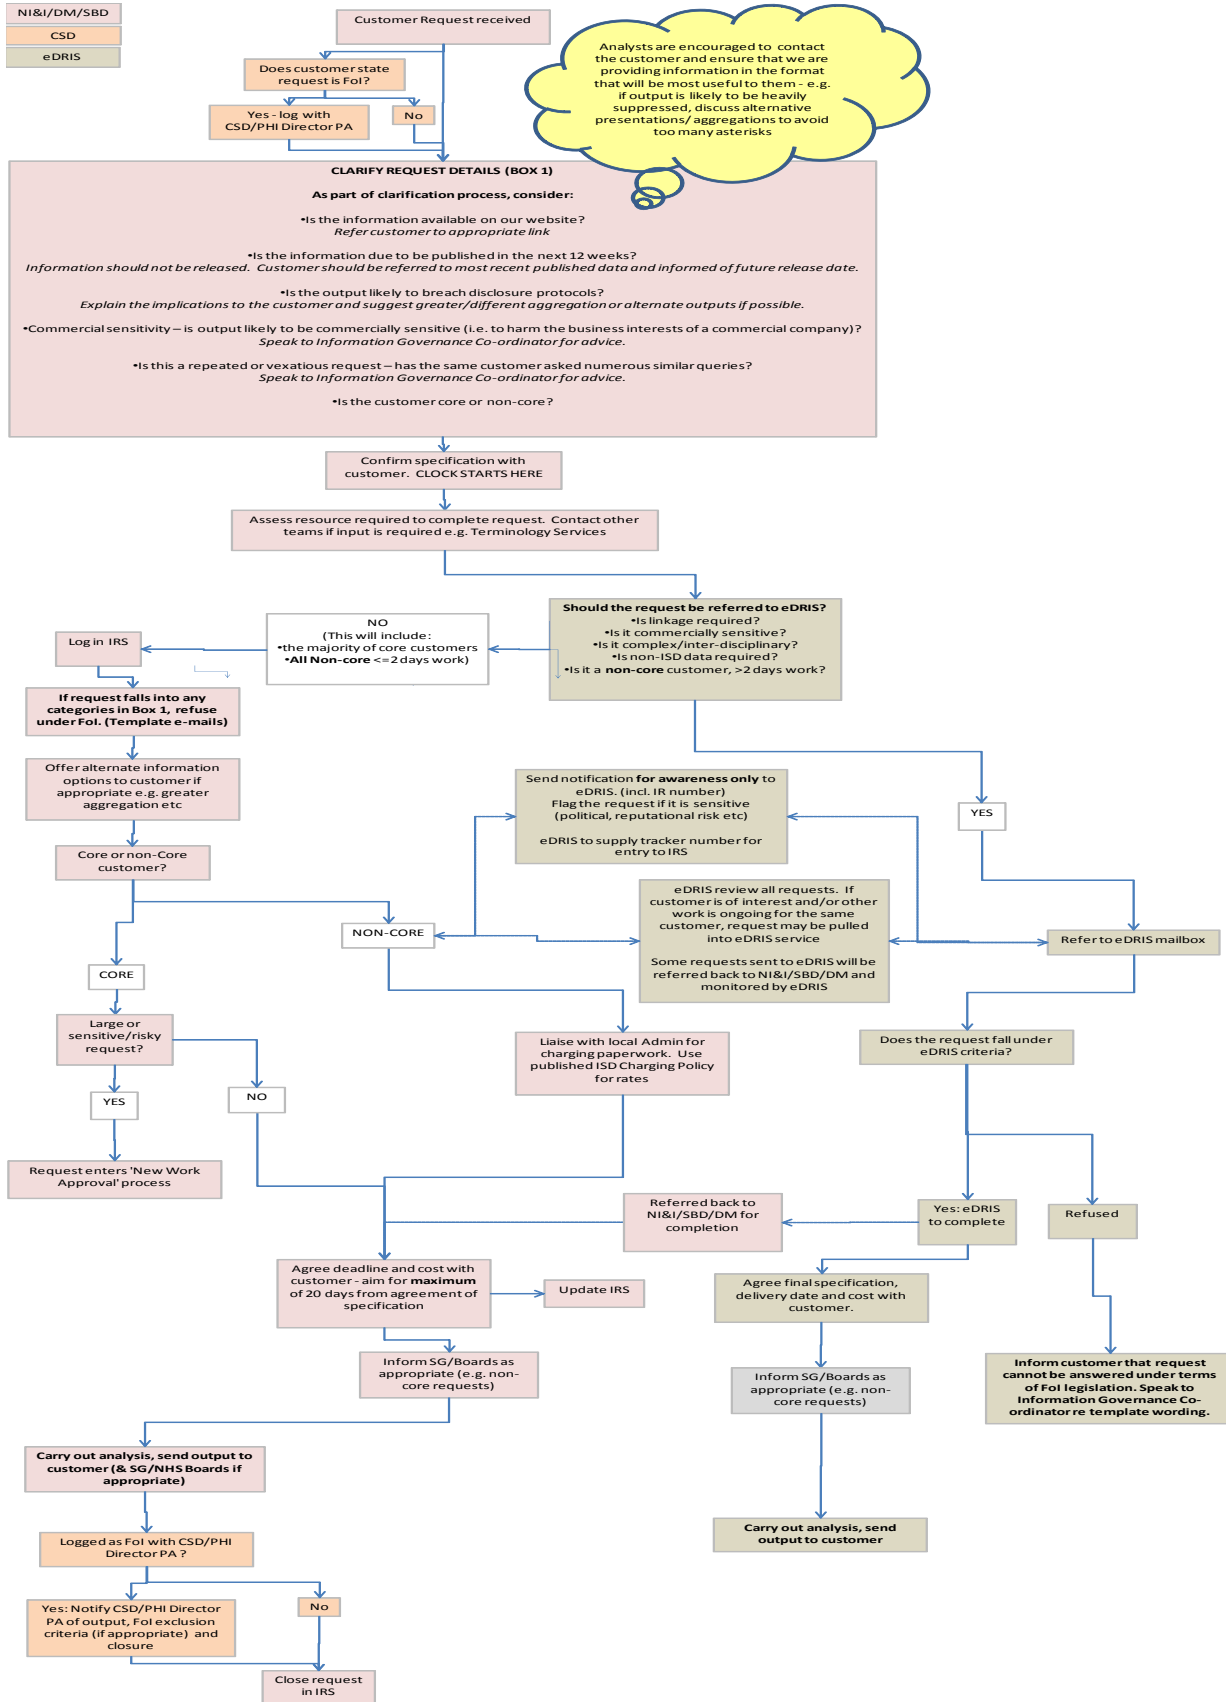 NI&I/DM/SBD
CSD
eDRIS
Customer Request received
Does customer state
request is FoI?
Yes - log with
CSD/PHI Director PA
No
Analysts are encouraged to contact
the customer and ensure that we are
providing information in the format
that will be most useful to them - e.g.
if output is likely to be heavily
suppressed, discuss alternative
presentations/ aggregations to avoid
too many asterisks
CLARIFY REQUEST DETAILS (BOX 1)
As part of clarification process, consider:
•Is the information available on our website?
Refer customer to appropriate link
•Is the information due to be published in the next 12 weeks?
Information should not be released. Customer should be referred to most recent published data and informed of future release date.
•Is the output likely to breach disclosure protocols?
Explain the implications to the customer and suggest greater/different aggregation or alternate outputs if possible.
•Commercial sensitivity – is output likely to be commercially sensitive (i.e. to harm the business interests of a commercial company)?
Speak to Information Governance Co-ordinator for advice.
•Is this a repeated or vexatious request – has the same customer asked numerous similar queries?
Speak to Information Governance Co-ordinator for advice.
•Is the customer core or non-core?
Confirm specification with
customer. CLOCK STARTS HERE
Assess resource required to complete request. Contact other
teams if input is required e.g. Terminology Services
Should the request be referred to eDRIS?
•Is linkage required?
•Is it commercially sensitive?
•Is it complex/inter-disciplinary?
•Is non-ISD data required?
•Is it a non-core customer, >2 days work?
NO
(This will include:
•the majority of core customers
•All Non-core <=2 days work)
Log in IRS
If request falls into any
categories in Box 1, refuse
under FoI. (Template e-mails)
Offer alternate information
options to customer if
appropriate e.g. greater
aggregation etc
Core or non-Core
customer?
Send notification for awareness only to
eDRIS. (incl. IR number)
Flag the request if it is sensitive
(political, reputational risk etc)
eDRIS to supply tracker number for
entry to IRS
YES
eDRIS review all requests. If
customer is of interest and/or other
work is ongoing for the same
customer, request may be pulled
into eDRIS service
Some requests sent to eDRIS will be
referred back to NI&I/SBD/DM and
monitored by eDRIS
NON-CORE
Refer to eDRIS mailbox
CORE
Large or
sensitive/risky
request?
Liaise with local Admin for
charging paperwork. Use
published ISD Charging Policy
for rates
Does the request fall under
eDRIS criteria?
YES
NO
Request enters 'New Work
Approval' process
Referred back to
NI&I/SBD/DM for
completion
Yes: eDRIS
to complete
Refused
Agree deadline and cost with
customer - aim for maximum
of 20 days from agreement of
specification
Update IRS
Agree final specification,
delivery date and cost with
customer.
Inform SG/Boards as
appropriate (e.g. non-
core requests)
Inform SG/Boards as
appropriate (e.g. non-
core requests)
Inform customer that request
cannot be answered under terms
of FoI legislation. Speak to
Information Governance Co-
ordinator re template wording.
Carry out analysis, send output to
customer (& SG/NHS Boards if
appropriate)
Carry out analysis, send
output to customer
Logged as FoI with CSD/PHI
Director PA ?
Yes: Notify CSD/PHI Director
PA of output, FoI exclusion
criteria (if appropriate) and
closure
No
Close request
in IRS